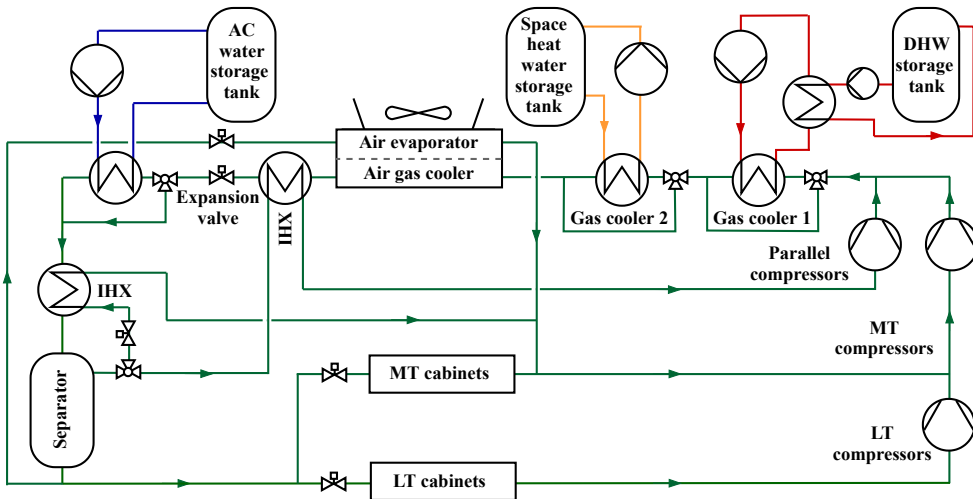 AC
water
storage
tank
Space
heat
water
storage
tank
DHW
storage
tank
Air evaporator
Air gas cooler
Expansion
valve
IHX
Gas cooler 2
Gas cooler 1
Parallel
compressors
IHX
MT
compressors
Separator
MT cabinets
LT
compressors
LT cabinets